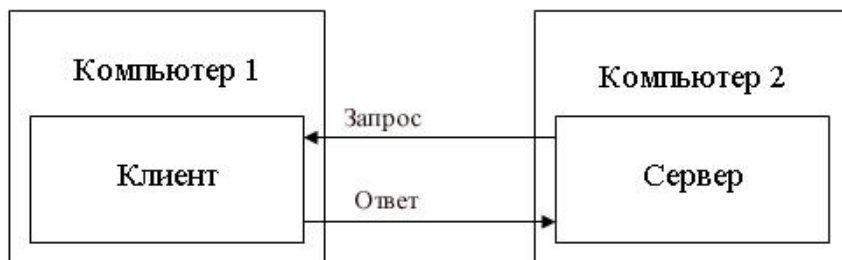 Компьютер 1
Компьютер 2
Запрос
Клиент
Сервер
Ответ